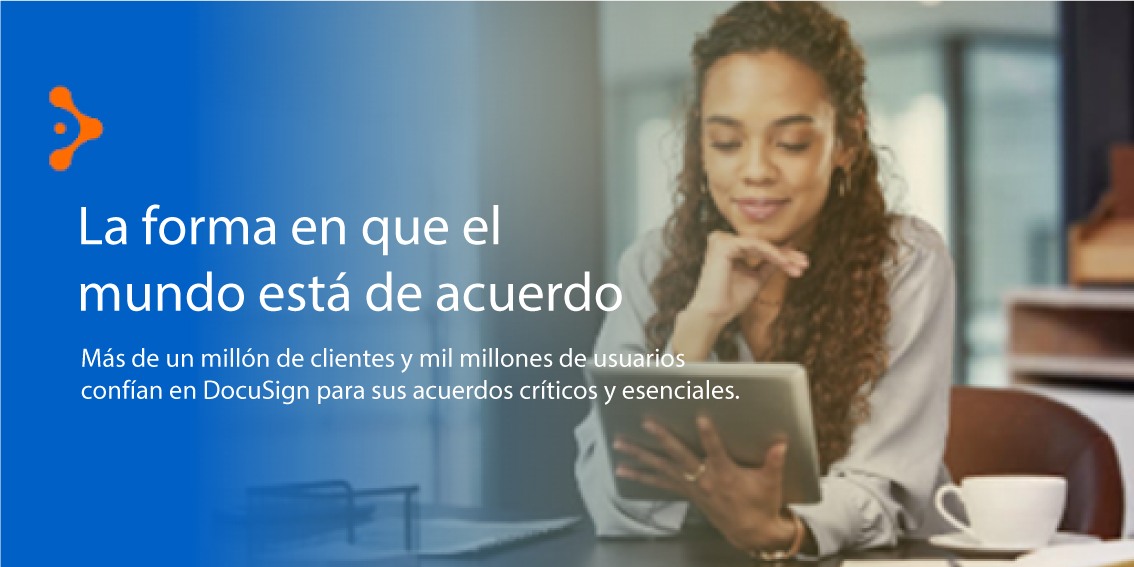 La forma en que el
mundo está de acuerdo
Más de un millón de clientes y mil millones de usuarios
confían en DocuSign para sus acuerdos críticos y esenciales.